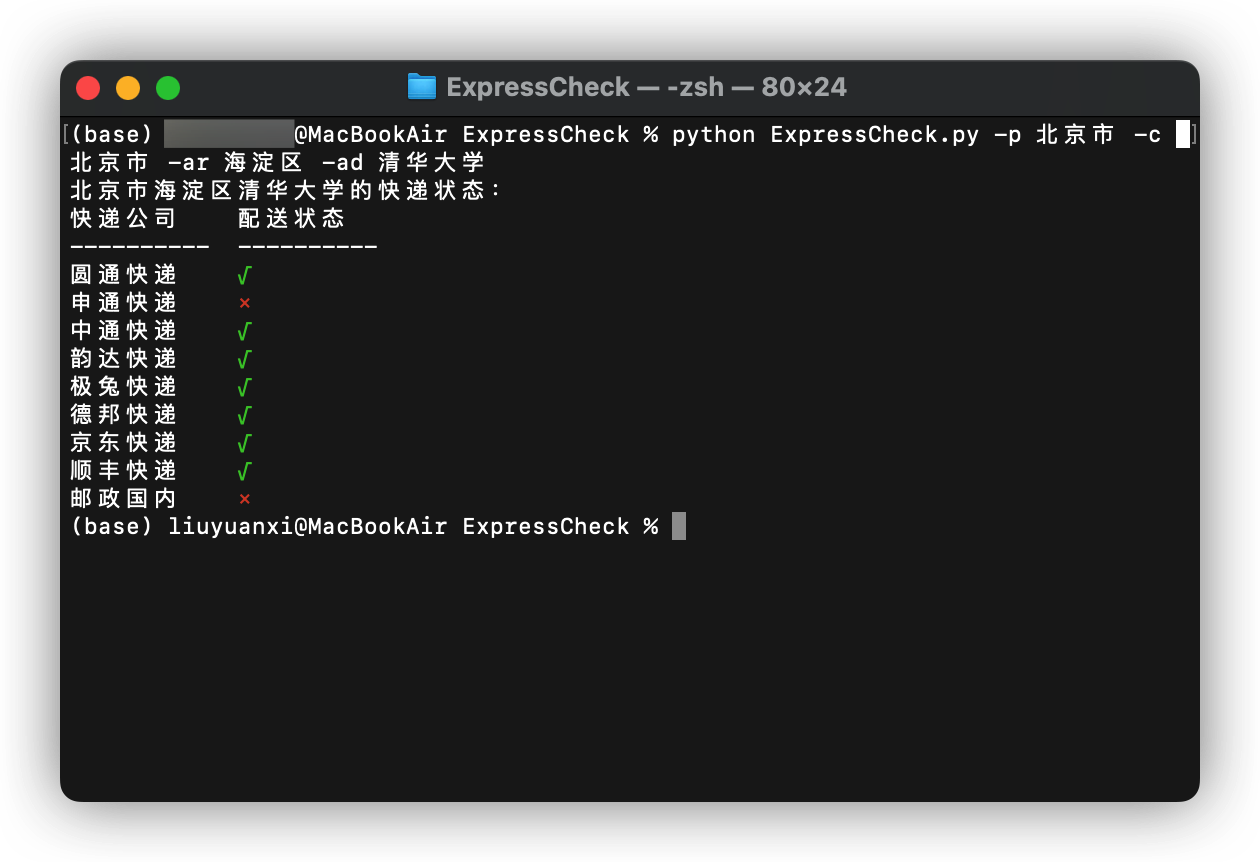 ExpressCheck — -zsh — 80×24
(base) @MacBookAir ExpressCheck % python ExpressCheck.py -p 北京市 -c
北京市 -ar 海淀区 -ad 清华大学
北京市海淀区清华大学的快递状态：
快递公司 配送状态
---------- ----------
圆通快递 √
申通快递 ×
中通快递 √
韵达快递 √
极兔快递 √
德邦快递 √
京东快递 √
顺丰快递 √
邮政国内 ×
(base) liuyuanxi@MacBookAir ExpressCheck %